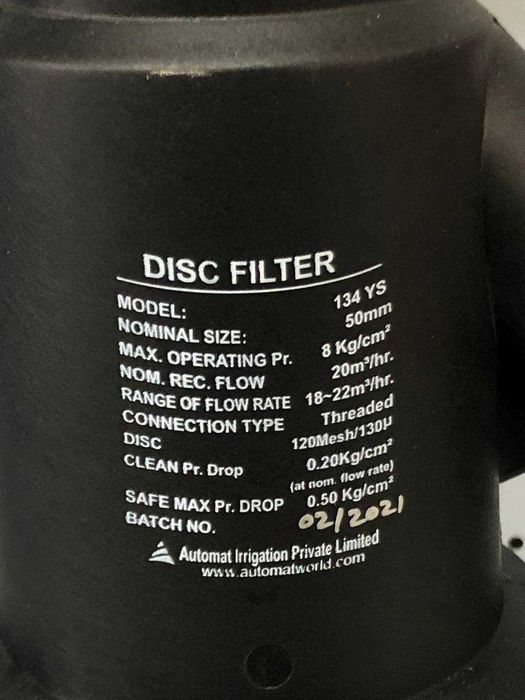 DISC FILTER
MODEL: 134 YS
NOMINAL SIZE: 50mm
MAX. OPERATING Pr. 8 Kg/cm²
NOM. REC. FLOW 20m³/hr.
RANGE OF FLOW RATE 18~22m³/hr.
CONNECTION TYPE Threaded
DISC 120Mesh/130µ
CLEAN Pr. Drop 0.20Kg/cm²
(at nom. flow rate)
SAFE MAX Pr. DROP 0.50 Kg/cm²
BATCH NO. 02/2021
Automat Irrigation Private Limited
www.automatworld.com